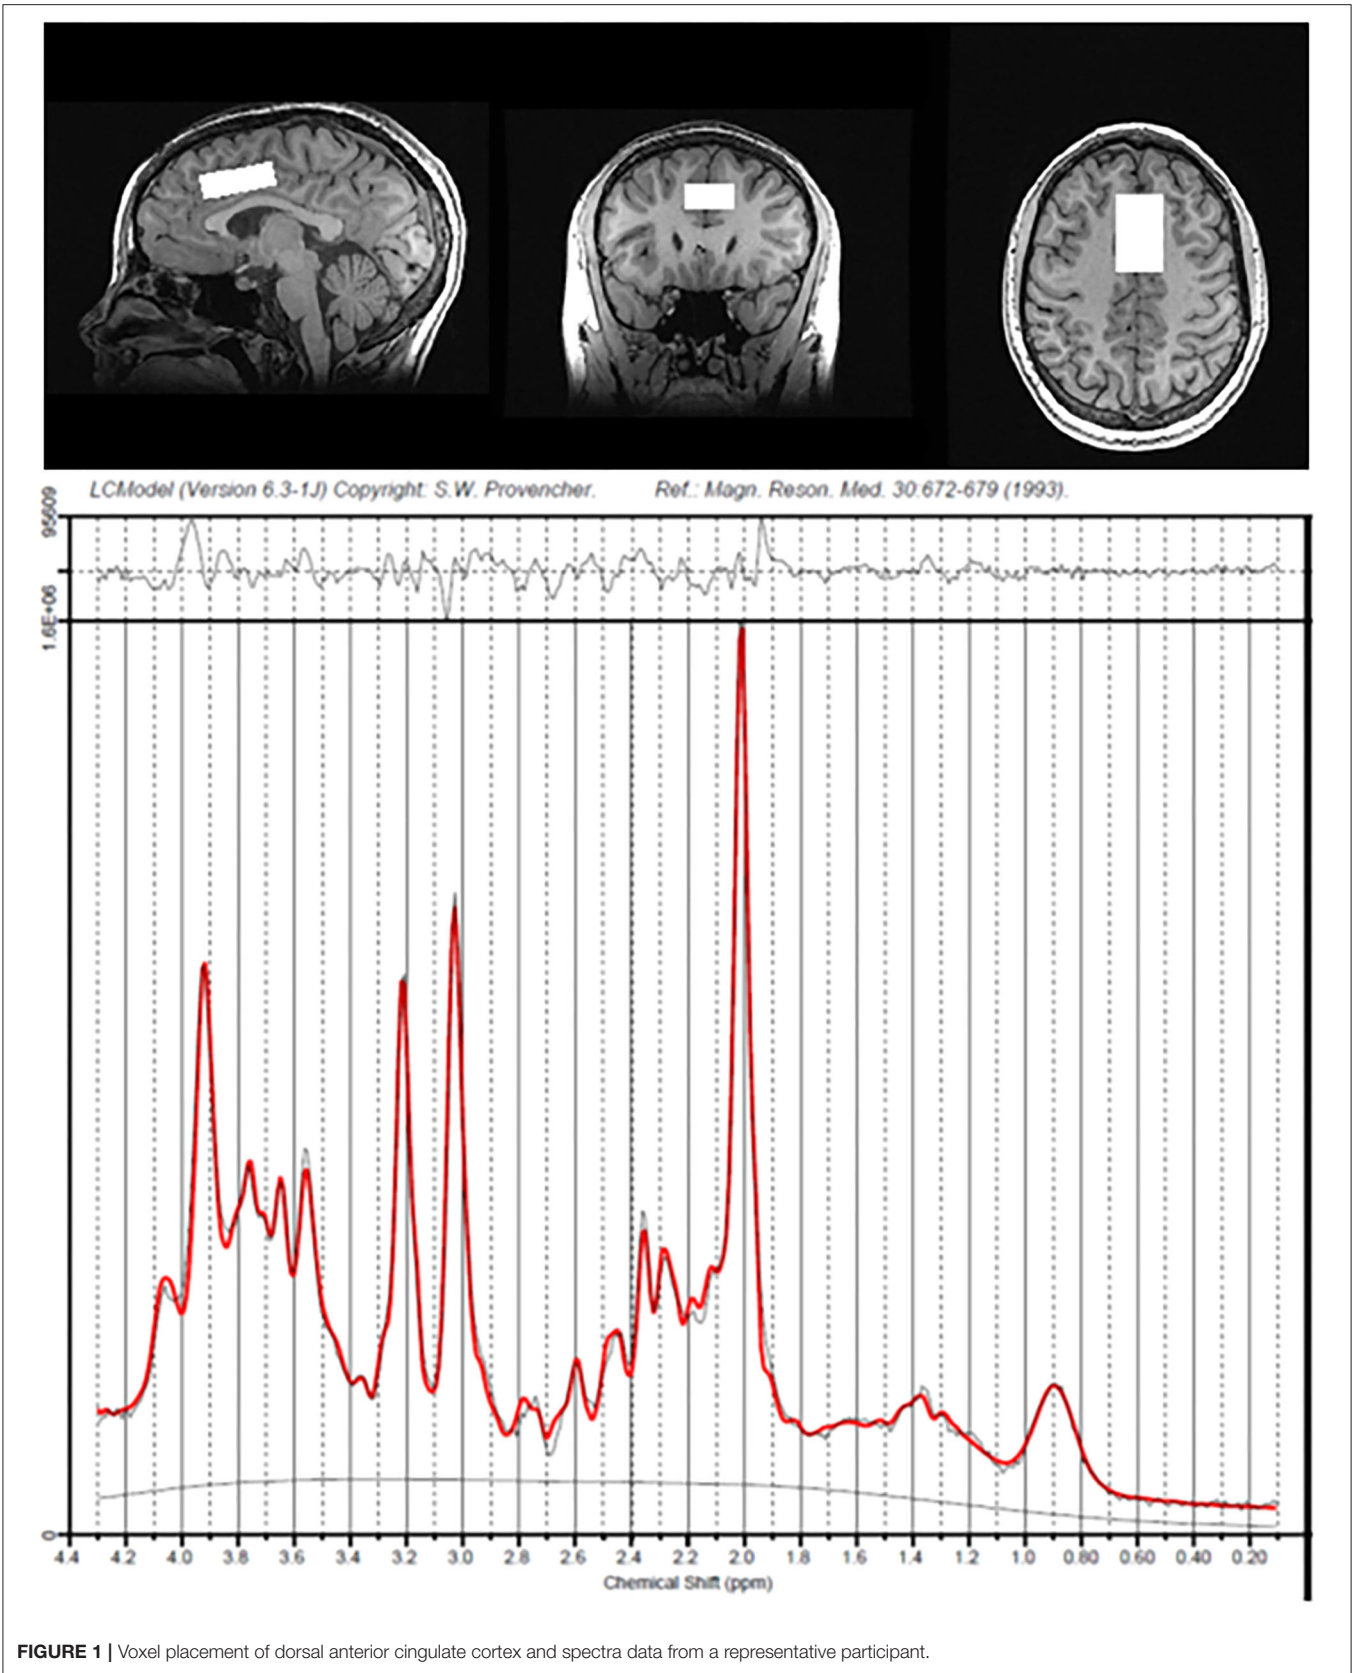 LCModel (Version 6.3-1J) Copyright: S.W. Provencher. Ref.: Magn. Reson. Med. 30:672-679 (1993).
95609
1.6E+06
0
4.4 4.2 4.0 3.8 3.6 3.4 3.2 3.0 2.8 2.6 2.4 2.2 2.0 1.8 1.6 1.4 1.2 1.0 0.80 0.60 0.40 0.20
Chemical Shift (ppm)
FIGURE 1 | Voxel placement of dorsal anterior cingulate cortex and spectra data from a representative participant.